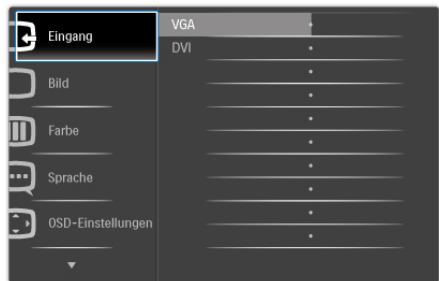 Eingang
VGA
DVI
Bild
Farbe
Sprache
OSD-Einstellungen